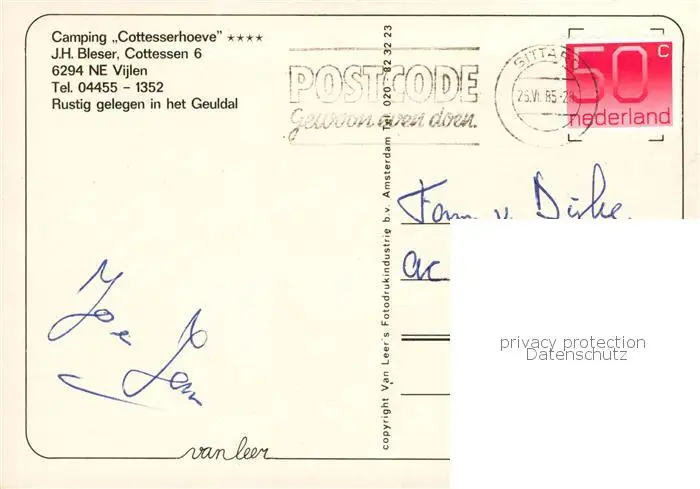 Camping „Cottesserhoeve" ****
J.H. Bleser, Cottessen 6
6294 NE Vijlen
Tel. 04455 – 1352
Rustig gelegen in het Geuldal
POSTCODE
Gewoon even doen.
SITTARD
26.VI.85
50 c
nederland
copyright Van Leer's Fotodrukindustrie b.v. Amsterdam Tel. 020 - 82 32 23
Fam v.
privacy protection
Datenschutz
van leer